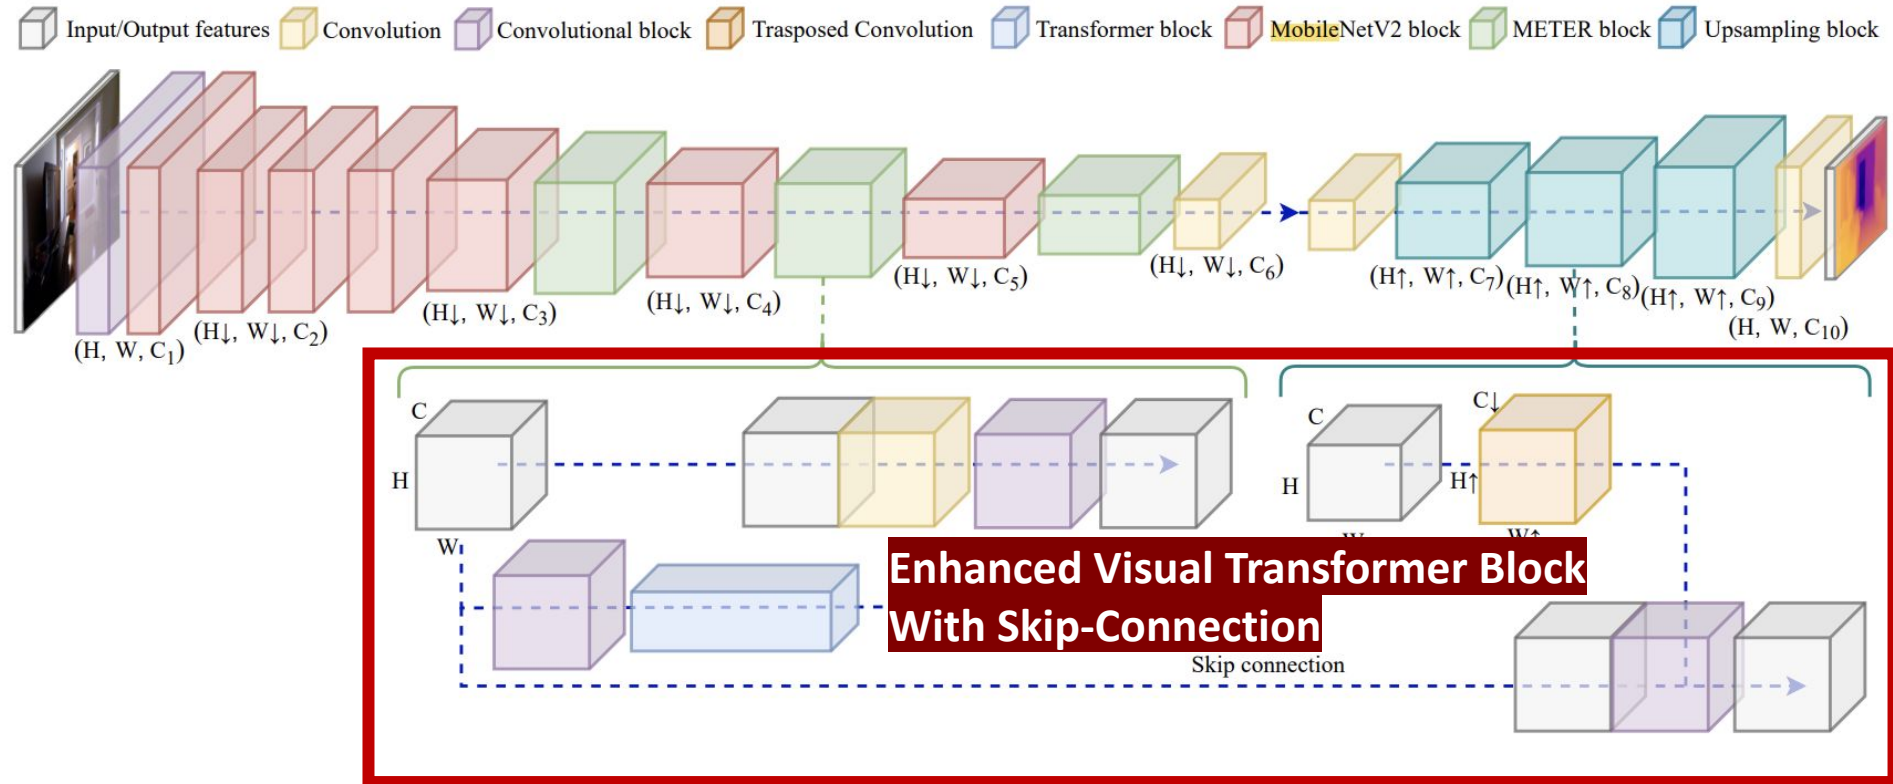 Input/Output features Convolution Convolutional block Trasposed Convolution Transformer block MobileNetV2 block METER block Upsampling block
(H, W, C1)
(H↓, W↓, C2)
(H↓, W↓, C3)
(H↓, W↓, C4)
(H↓, W↓, C5)
(H↓, W↓, C6)
(H↑, W↑, C7)
(H↑, W↑, C8)
(H↑, W↑, C9)
(H, W, C10)
C
H
W
C
H
C↓
H↑
W↑
Enhanced Visual Transformer Block
With Skip-Connection
Skip connection